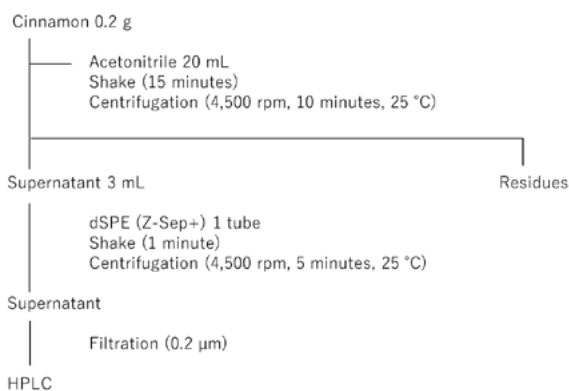 Cinnamon 0.2 g
Acetonitrile 20 mL
Shake (15 minutes)
Centrifugation (4,500 rpm, 10 minutes, 25 °C)
Supernatant 3 mL
Residues
dSPE (Z-Sep+) 1 tube
Shake (1 minute)
Centrifugation (4,500 rpm, 5 minutes, 25 °C)
Supernatant
Filtration (0.2 μm)
HPLC